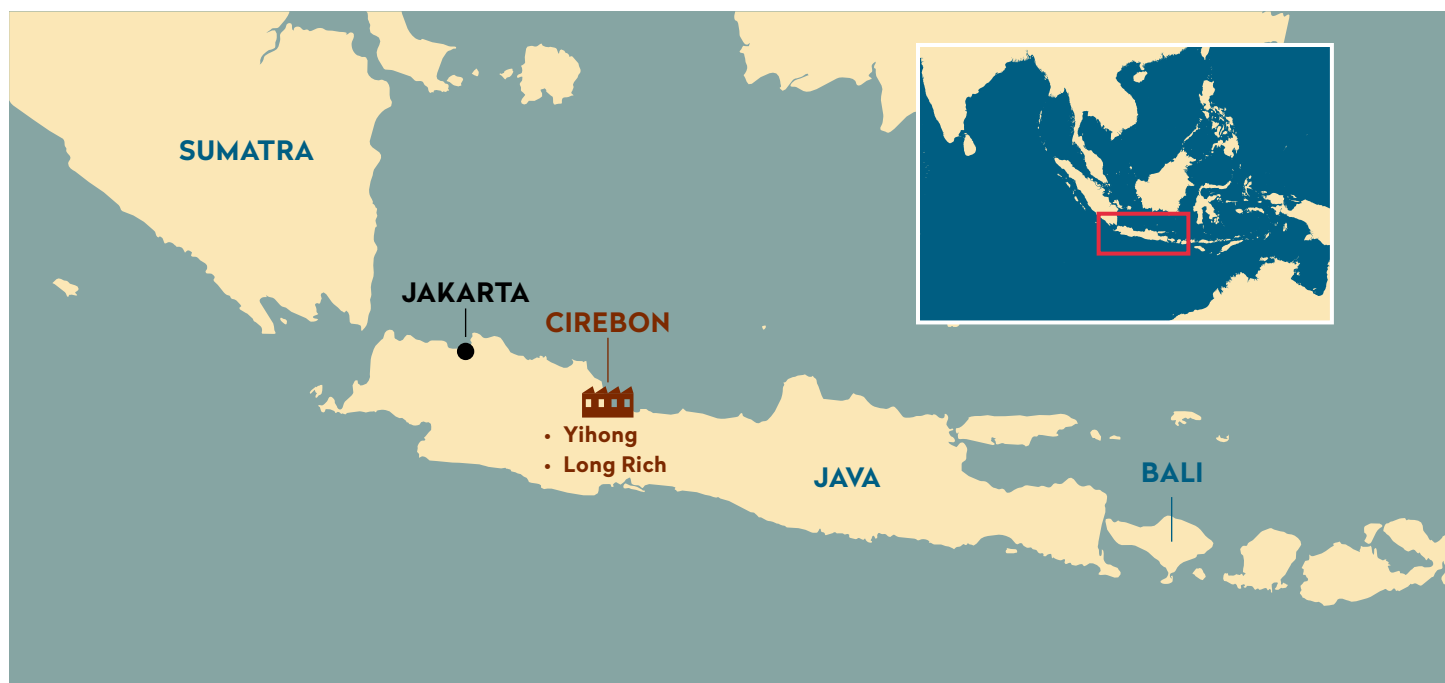 SUMATRA
JAKARTA
CIREBON
• Yihong
• Long Rich
JAVA
BALI